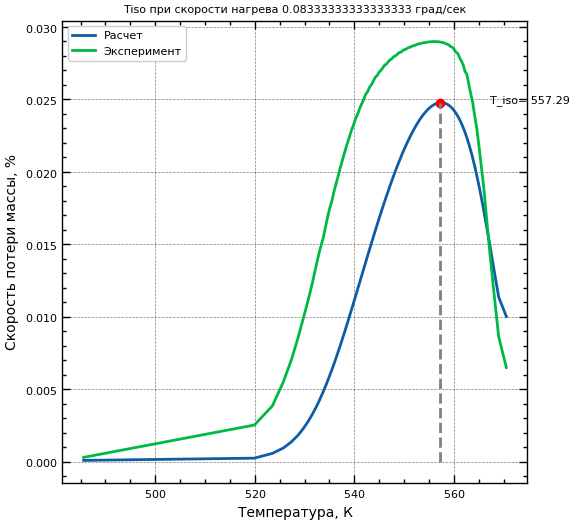 Tiso при скорости нагрева 0.08333333333333333 град/сек
Расчет
Эксперимент
T_iso= 557.29
Скорость потери массы, %
0.030
0.025
0.020
0.015
0.010
0.005
0.000
500
520
540
560
Температура, К